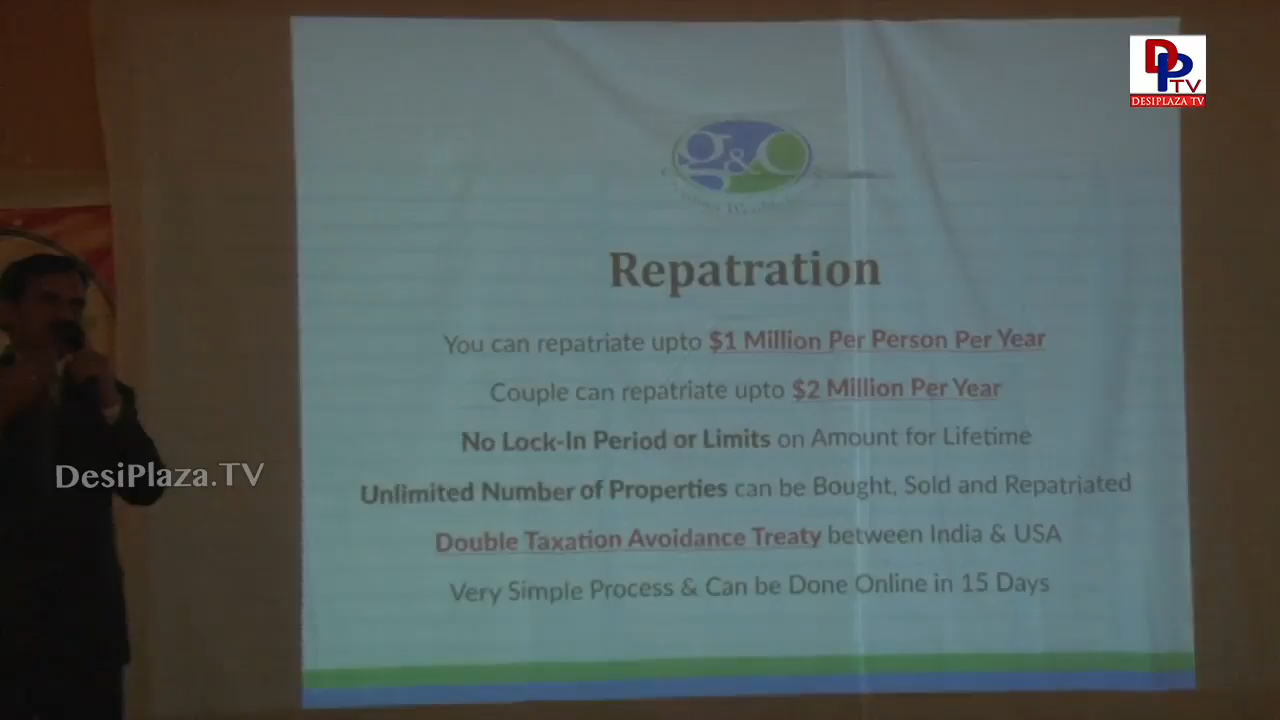 DPTV
DESIPLAZA TV
g&C
Repatration
You can repatriate upto $1 Million Per Person Per Year
Couple can repatriate upto $2 Million Per Year
No Lock-In Period or Limits on Amount for Lifetime
Unlimited Number of Properties can be Bought, Sold and Repatriated
Double Taxation Avoidance Treaty between India & USA
Very Simple Process & Can be Done Online in 15 Days
DesiPlaza.TV